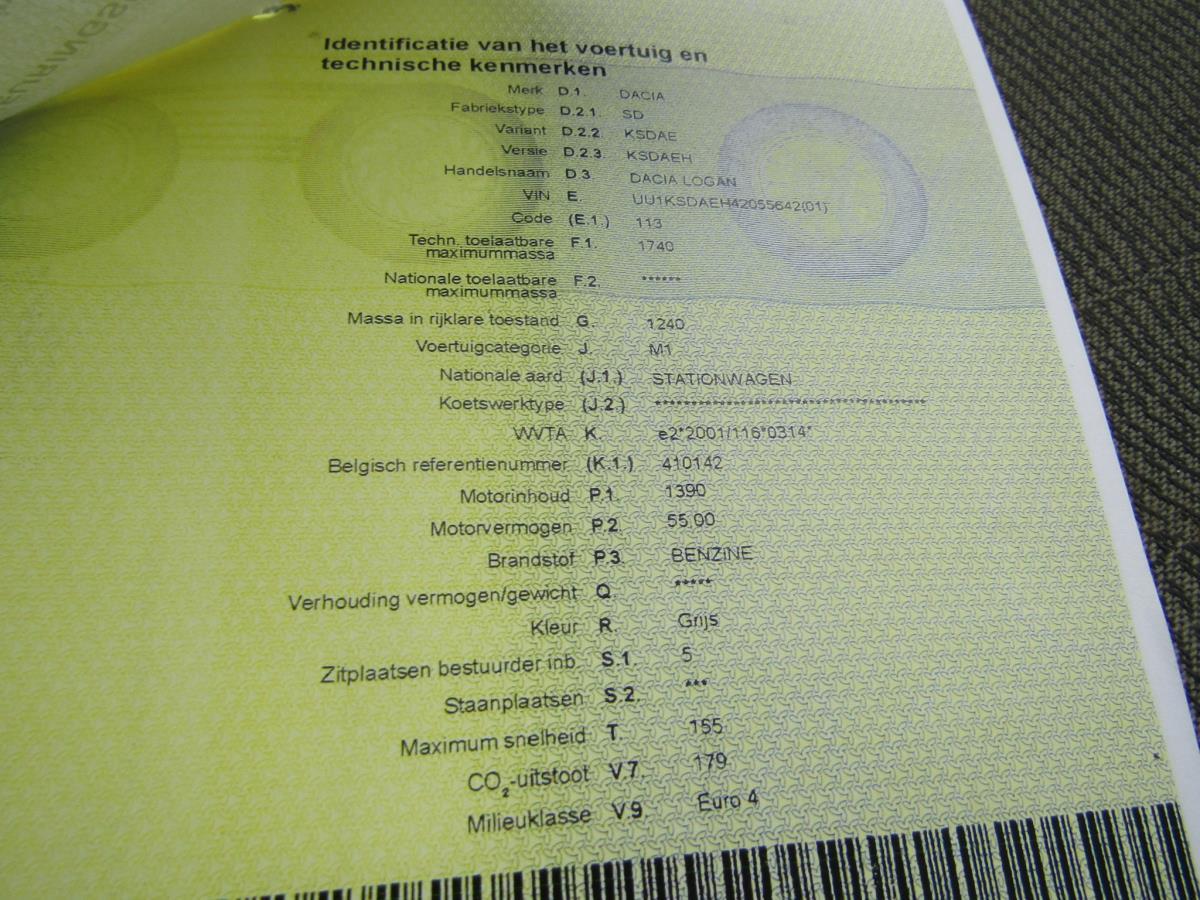 Identificatie van het voertuig en
technische kenmerken
Merk D.1. DACIA
Fabriekstype D.2.1. SD
Variant D.2.2. KSDAE
Versie D.2.3. KSDAEH
Handelsnaam D.3 DACIA LOGAN
VIN E. UU1KSDAEH42055642(01)
Code (E.1.) 113
Techn. toelaatbare F.1. 1740
maximummassa
Nationale toelaatbare F.2. ******
maximummassa
Massa in rijklare toestand G. 1240
Voertuigcategorie J. M1
Nationale aard (J.1.) STATIONWAGEN
Koetswerktype (J.2.) ****************************************
WVTA K. e2*2001/116*0314*
Belgisch referentienummer (K.1.) 410142
Motorinhoud P.1. 1390
Motorvermogen P.2. 55,00
Brandstof P.3. BENZINE
Verhouding vermogen/gewicht Q. *****
Kleur R. Grijs
Zitplaatsen bestuurder inb. S.1. 5
Staanplaatsen S.2. ***
Maximum snelheid T. 155
CO₂-uitstoot V.7. 179
Milieuklasse V.9. Euro 4